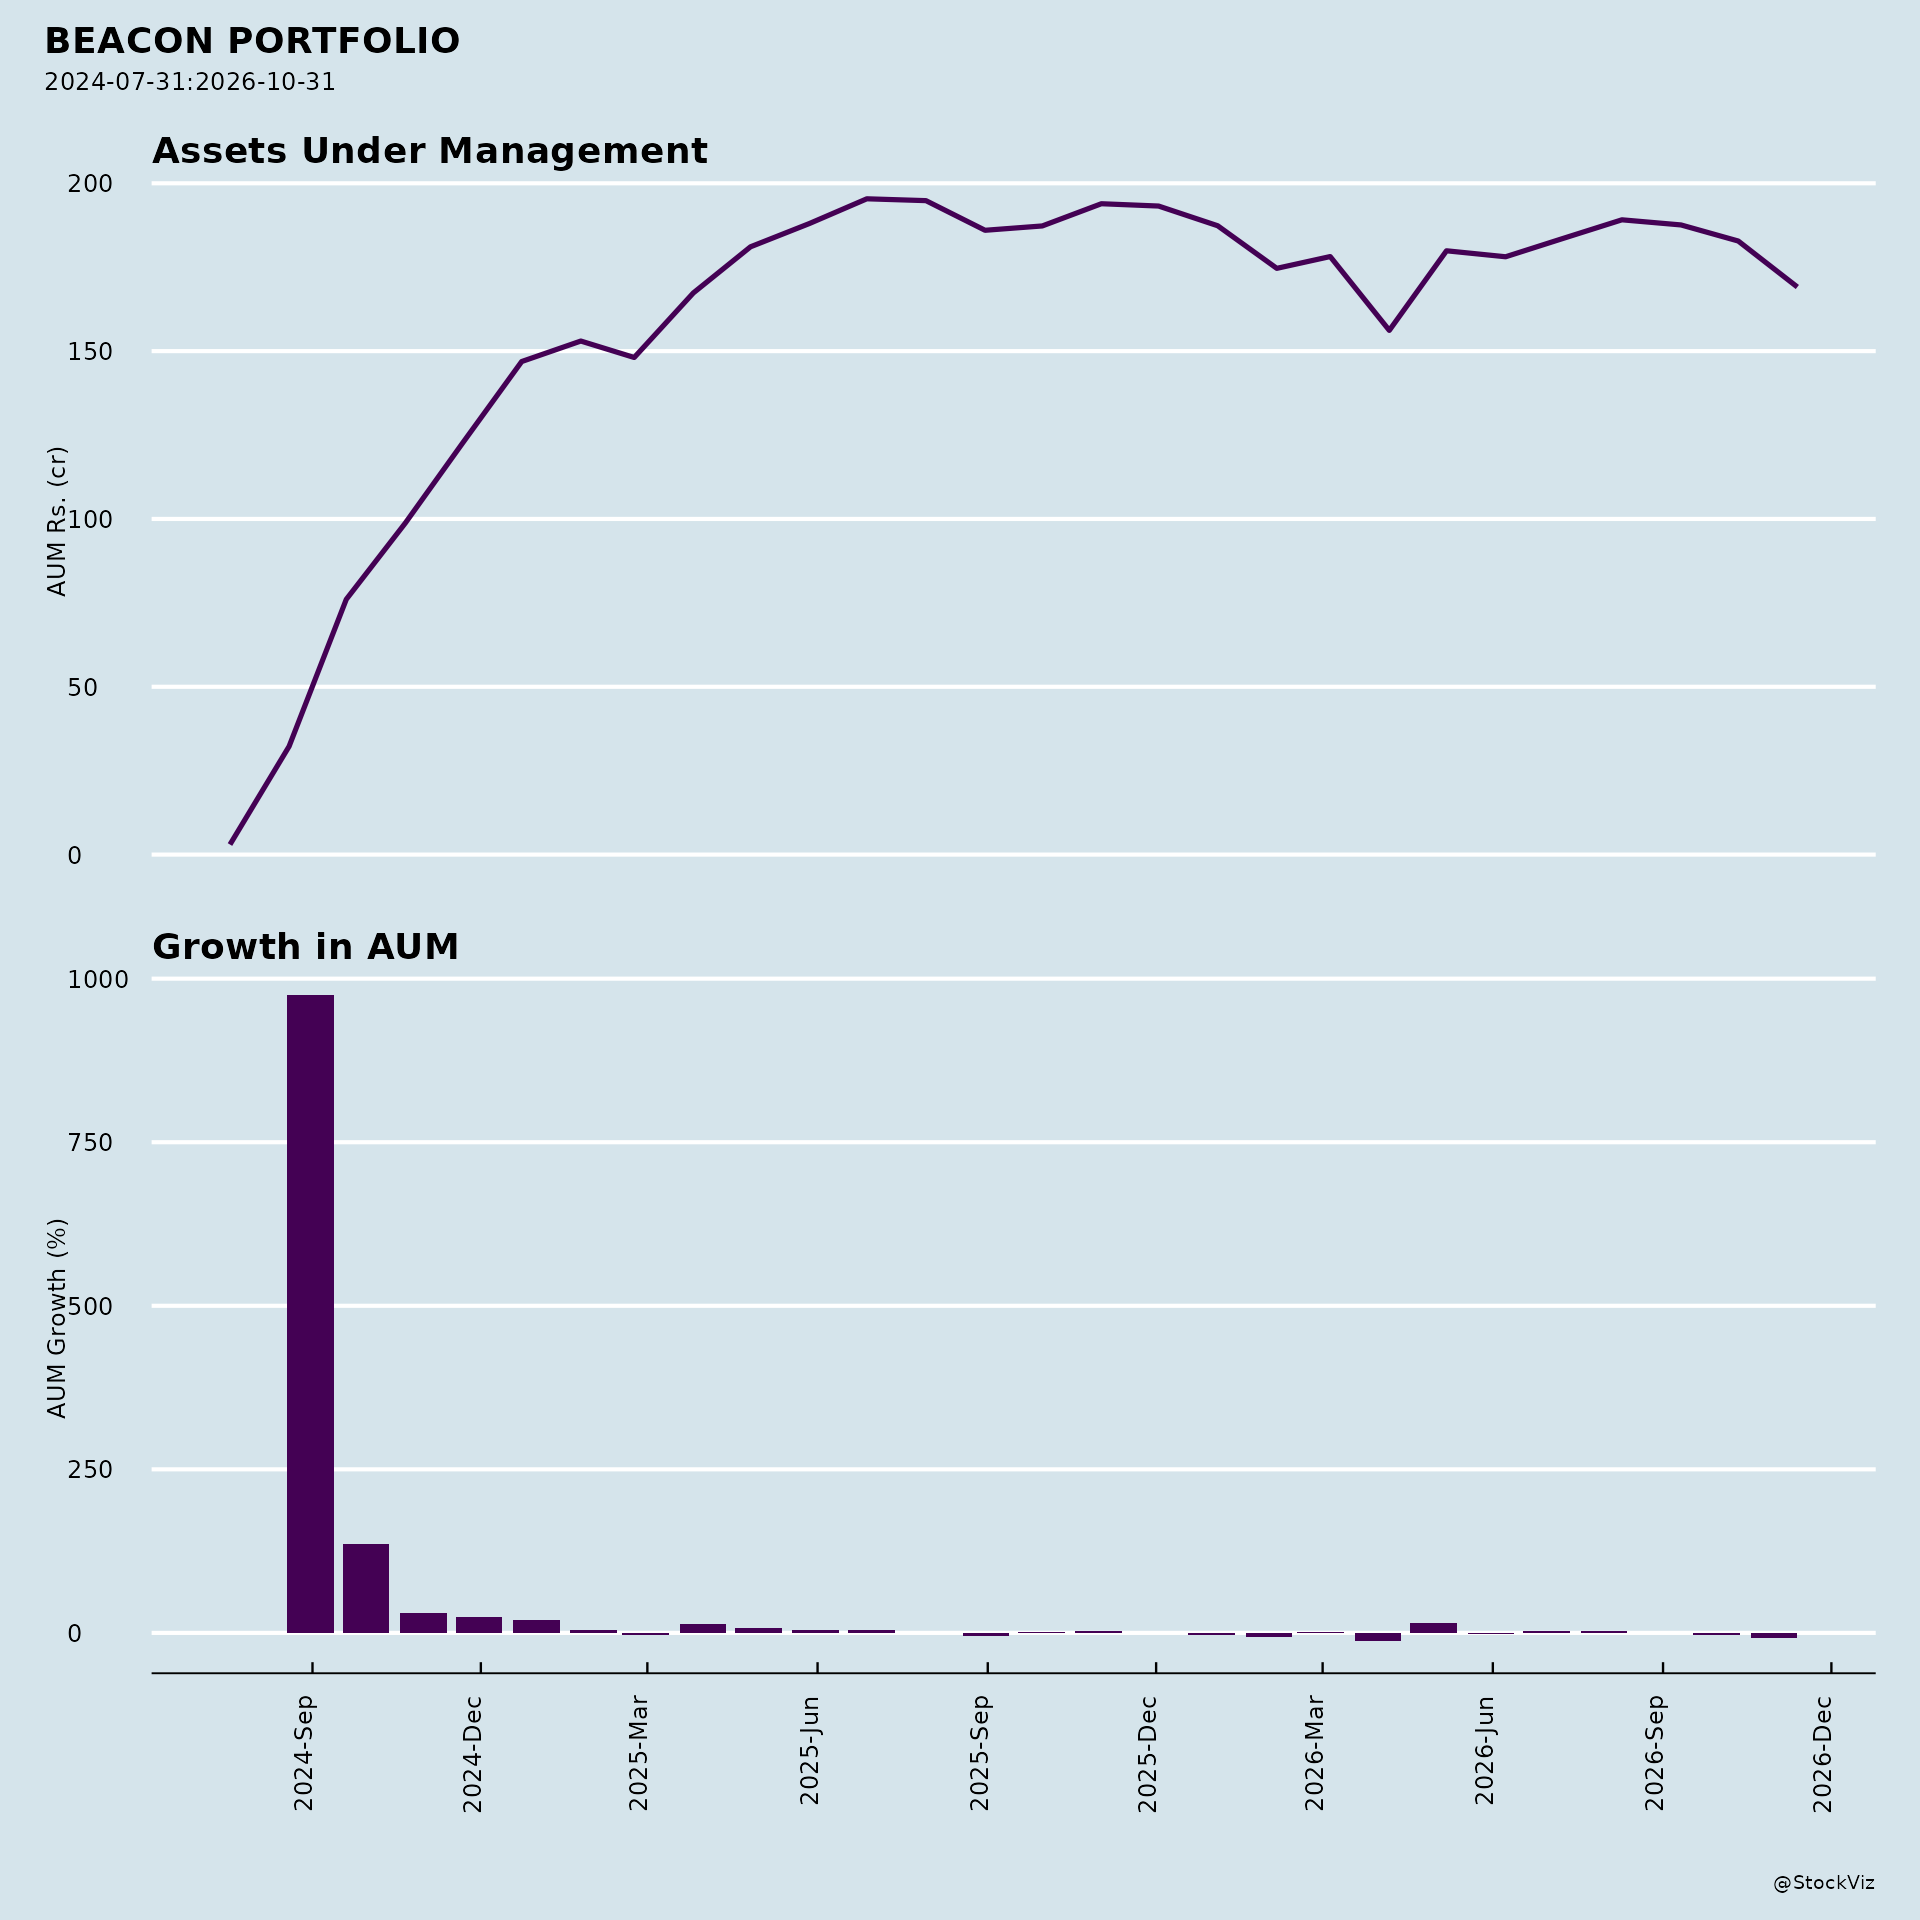 BEACON PORTFOLIO
2024-07-31:2026-10-31
Assets Under Management
200
150
100
50
0
AUM Rs. (cr)
Growth in AUM
1000
750
500
250
0
AUM Growth (%)
2024-Sep
2024-Dec
2025-Mar
2025-Jun
2025-Sep
2025-Dec
2026-Mar
2026-Jun
2026-Sep
2026-Dec
@StockViz